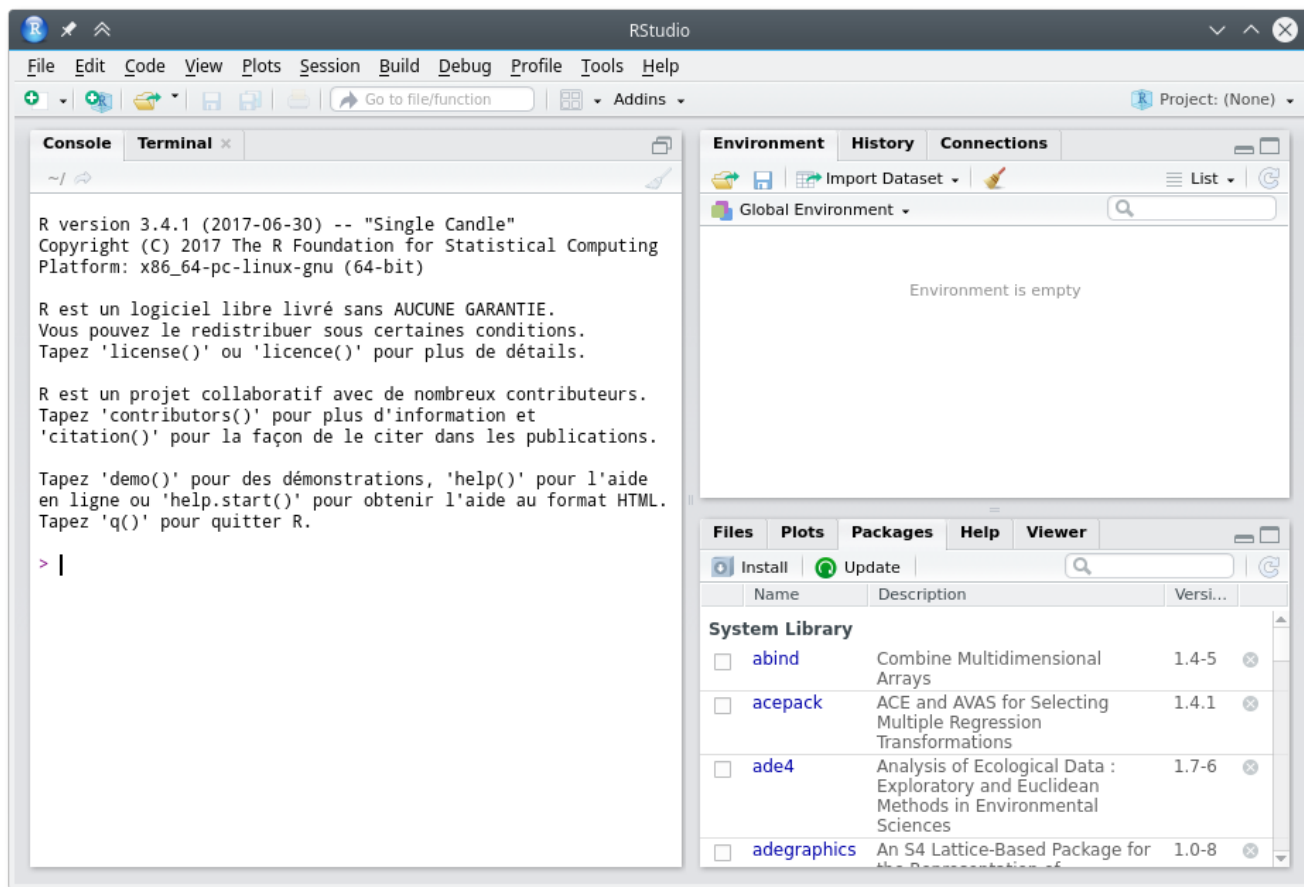 RStudio
File Edit Code View Plots Session Build Debug Profile Tools Help
Go to file/function Addins Project: (None)
Console Terminal
~/
R version 3.4.1 (2017-06-30) -- "Single Candle"
Copyright (C) 2017 The R Foundation for Statistical Computing
Platform: x86_64-pc-linux-gnu (64-bit)
R est un logiciel libre livré sans AUCUNE GARANTIE.
Vous pouvez le redistribuer sous certaines conditions.
Tapez 'license()' ou 'licence()' pour plus de détails.
R est un projet collaboratif avec de nombreux contributeurs.
Tapez 'contributors()' pour plus d'information et
'citation()' pour la façon de le citer dans les publications.
Tapez 'demo()' pour des démonstrations, 'help()' pour l'aide
en ligne ou 'help.start()' pour obtenir l'aide au format HTML.
Tapez 'q()' pour quitter R.
>
Environment History Connections
Import Dataset List
Global Environment
Environment is empty
Files Plots Packages Help Viewer
Install Update
Name Description Versi...
System Library
abind Combine Multidimensional 1.4-5
Arrays
acepack ACE and AVAS for Selecting 1.4.1
Multiple Regression
Transformations
ade4 Analysis of Ecological Data : 1.7-6
Exploratory and Euclidean
Methods in Environmental
Sciences
adegraphics An S4 Lattice-Based Package for 1.0-8
the Representation of